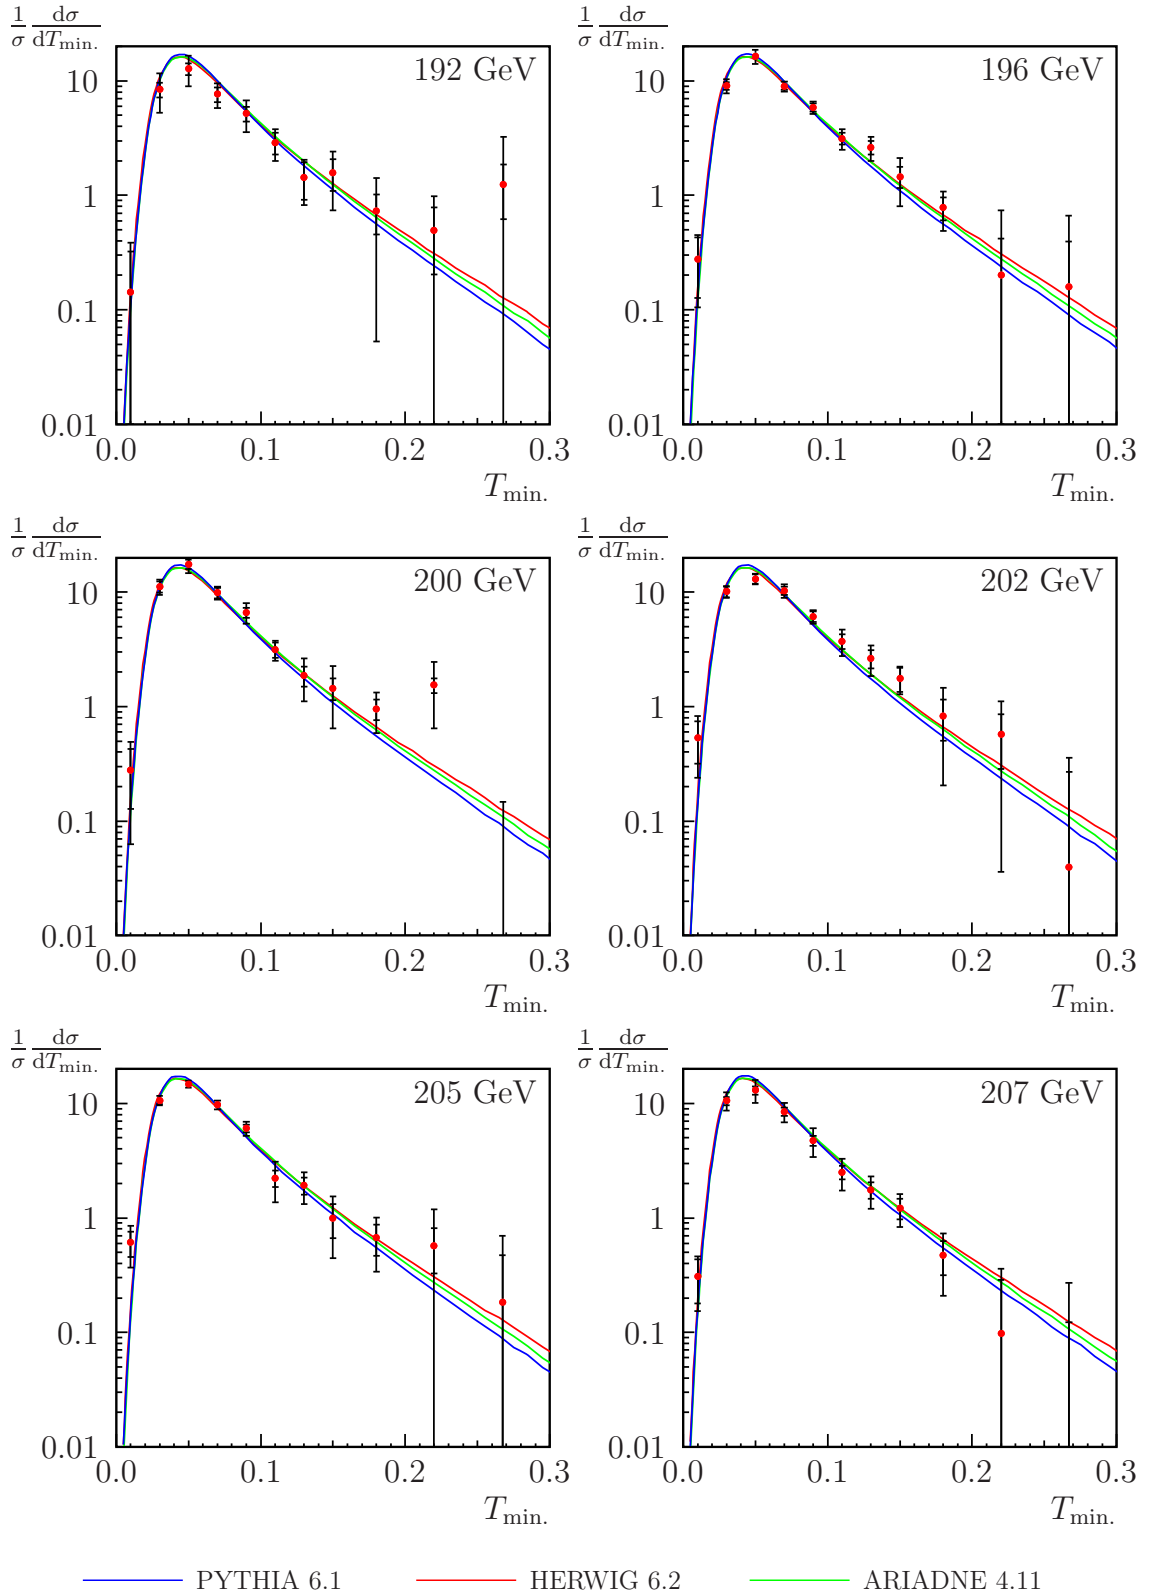 1/σ dσ/dT_min. 1/σ dσ/dT_min.
192 GeV 196 GeV
10 10
1 1
0.1 0.1
0.01 0.01
0.0 0.1 0.2 0.3 0.0 0.1 0.2 0.3
T_min. T_min.
1/σ dσ/dT_min. 1/σ dσ/dT_min.
200 GeV 202 GeV
10 10
1 1
0.1 0.1
0.01 0.01
0.0 0.1 0.2 0.3 0.0 0.1 0.2 0.3
T_min. T_min.
1/σ dσ/dT_min. 1/σ dσ/dT_min.
205 GeV 207 GeV
10 10
1 1
0.1 0.1
0.01 0.01
0.0 0.1 0.2 0.3 0.0 0.1 0.2 0.3
T_min. T_min.
PYTHIA 6.1 HERWIG 6.2 ARIADNE 4.11